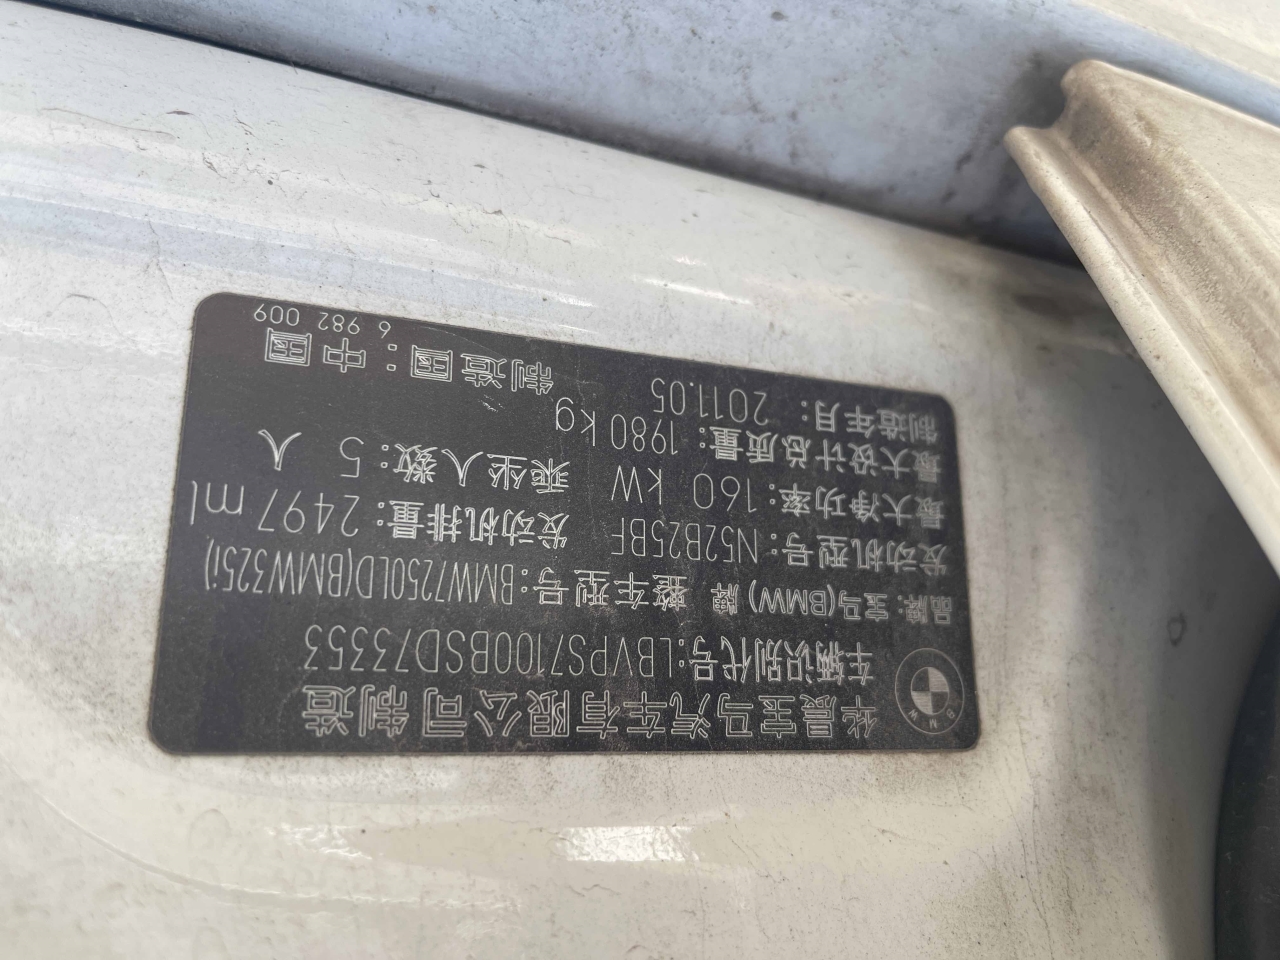 华晨宝马汽车有限公司 制造
车辆识别代号:LBVPS7100BSD73353
品牌:宝马(BMW) 牌 整车型号:BMW7250LD(BMW325i)
发动机型号:N52B25BF 发动机排量:2497 ml
最大净功率:160 kW 乘坐人数:5 人
最大设计总质量:1980 kg
制造年月:2011.05 制造国:中国
6 982 009
BMW